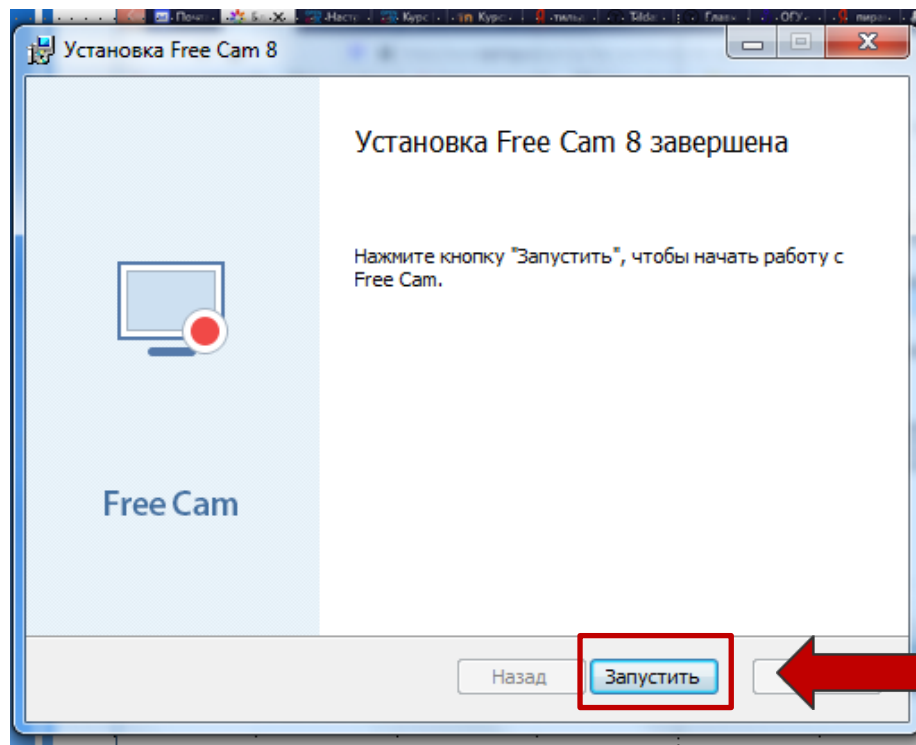 Установка Free Cam 8
Установка Free Cam 8 завершена
Нажмите кнопку "Запустить", чтобы начать работу с
Free Cam.
Free Cam
Назад
Запустить